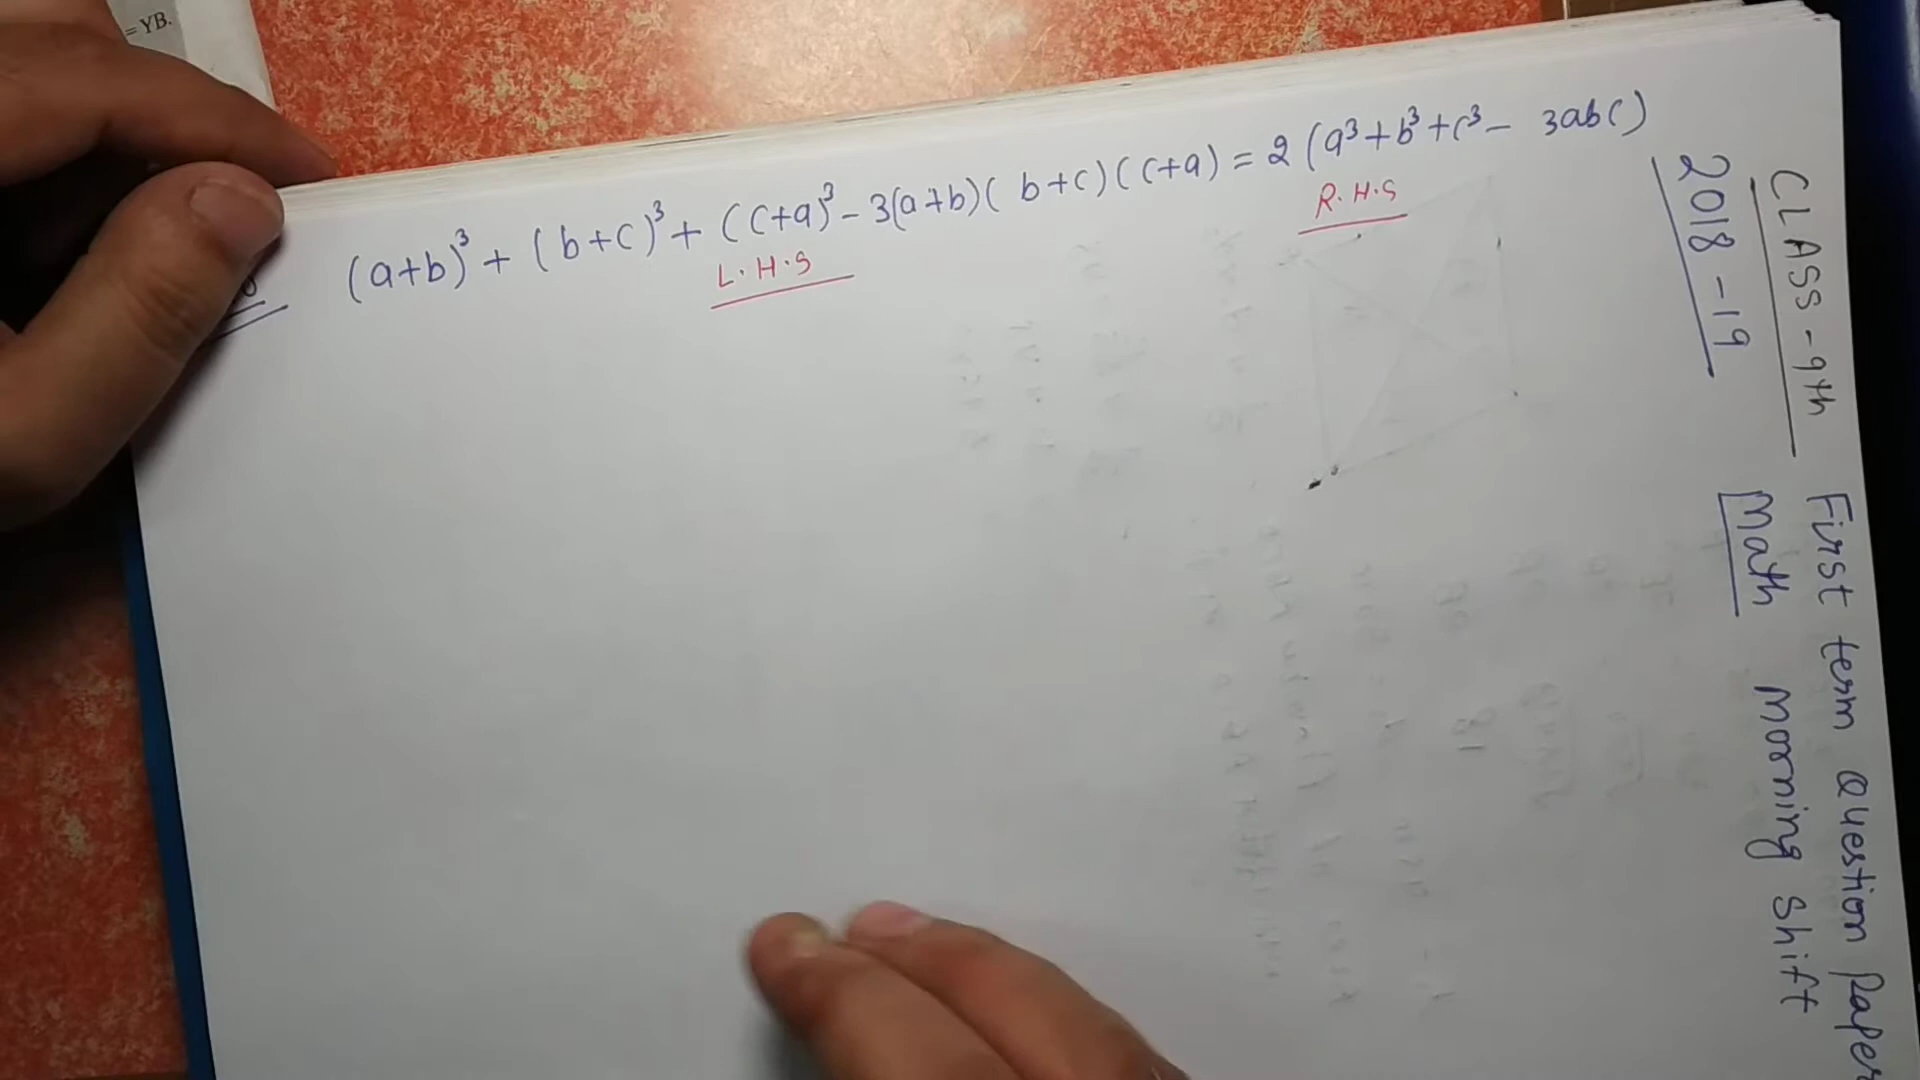 = YB.
(a+b)³ + (b+c)³ + (c+a)³ - 3(a+b)(b+c)(c+a) = 2(a³+b³+c³- 3abc)
L.H.S
R.H.S
CLASS - 9th First term Question Paper
2018-19 Math Morning Shift